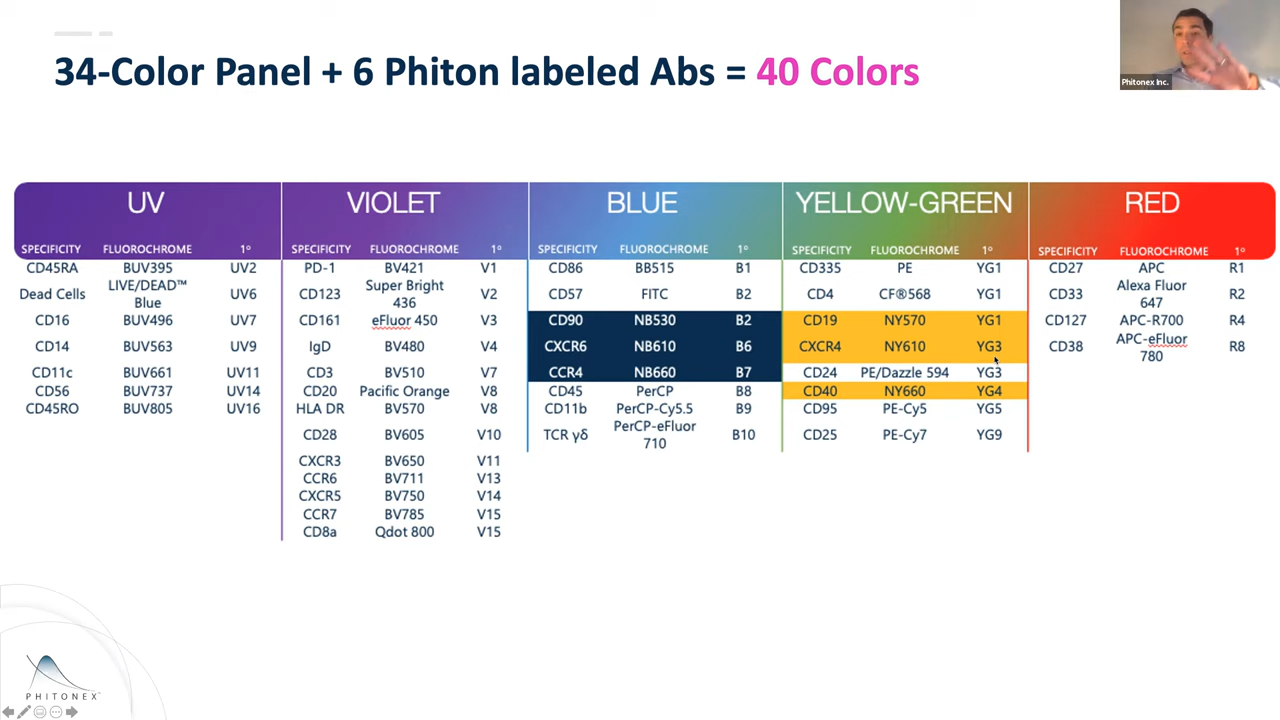 34-Color Panel + 6 Phiton labeled Abs = 40 Colors
Phitonex Inc.
UV
SPECIFICITY FLUOROCHROME 1º
CD45RA BUV395 UV2
Dead Cells LIVE/DEAD™ Blue UV6
CD16 BUV496 UV7
CD14 BUV563 UV9
CD11c BUV661 UV11
CD56 BUV737 UV14
CD45RO BUV805 UV16
VIOLET
SPECIFICITY FLUOROCHROME 1º
PD-1 BV421 V1
CD123 Super Bright 436 V2
CD161 eFluor 450 V3
IgD BV480 V4
CD3 BV510 V7
CD20 Pacific Orange V8
HLA DR BV570 V8
CD28 BV605 V10
CXCR3 BV650 V11
CCR6 BV711 V13
CXCR5 BV750 V14
CCR7 BV785 V15
CD8a Qdot 800 V15
BLUE
SPECIFICITY FLUOROCHROME 1º
CD86 BB515 B1
CD57 FITC B2
CD90 NB530 B2
CXCR6 NB610 B6
CCR4 NB660 B7
CD45 PerCP B8
CD11b PerCP-Cy5.5 B9
TCR γδ PerCP-eFluor 710 B10
YELLOW-GREEN
SPECIFICITY FLUOROCHROME 1º
CD335 PE YG1
CD4 CF®568 YG1
CD19 NY570 YG1
CXCR4 NY610 YG3
CD24 PE/Dazzle 594 YG3
CD40 NY660 YG4
CD95 PE-Cy5 YG5
CD25 PE-Cy7 YG9
RED
SPECIFICITY FLUOROCHROME 1º
CD27 APC R1
CD33 Alexa Fluor 647 R2
CD127 APC-R700 R4
CD38 APC-eFluor 780 R8
PHITONEX